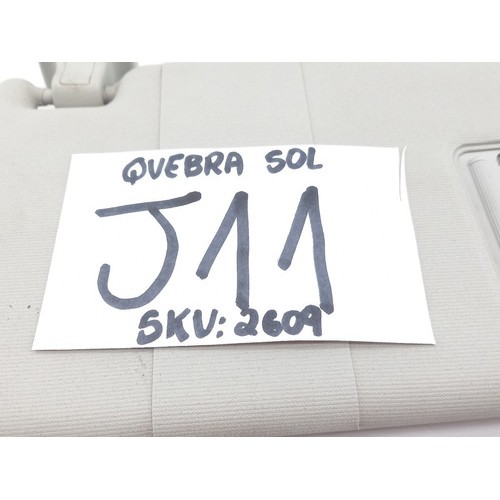 QUEBRA SOL
J11
SKU: 2609